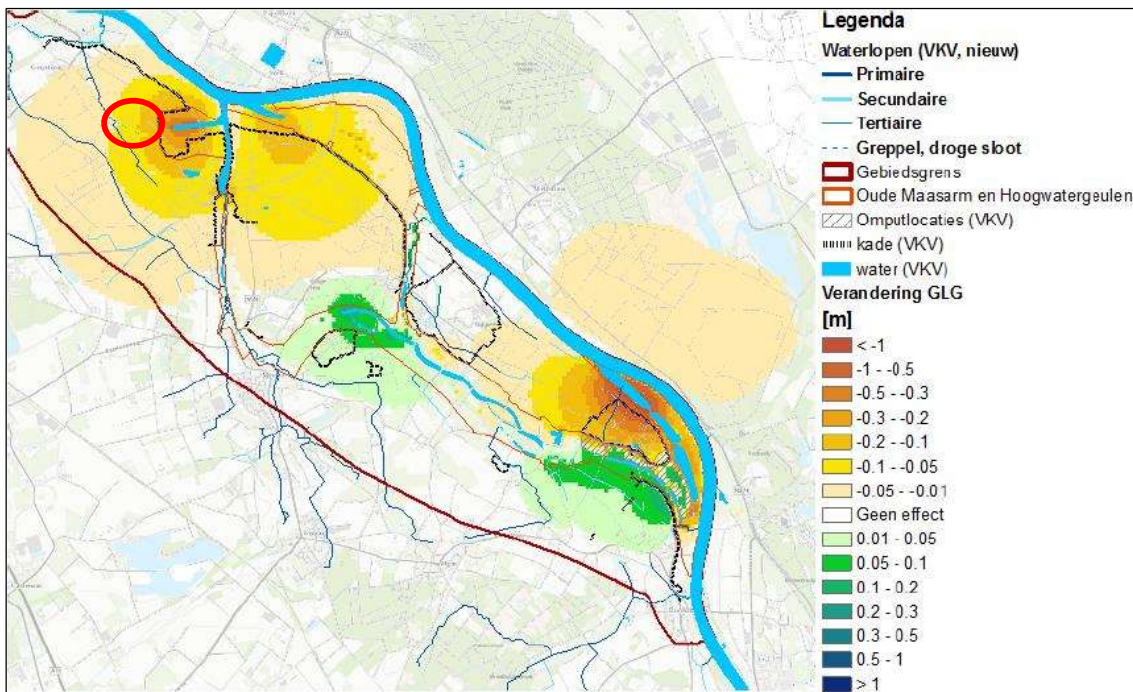 Legenda
Waterlopen (VKV, nieuw)
Primaire
Secundaire
Tertiaire
Greppel, droge sloot
Gebiedsgrens
Oude Maasarm en Hoogwatergeulen
Omputlocaties (VKV)
kade (VKV)
water (VKV)
Verandering GLG
[m]
< -1
-1 - -0.5
-0.5 - -0.3
-0.3 - -0.2
-0.2 - -0.1
-0.1 - -0.05
-0.05 - -0.01
Geen effect
0.01 - 0.05
0.05 - 0.1
0.1 - 0.2
0.2 - 0.3
0.3 - 0.5
0.5 - 1
> 1